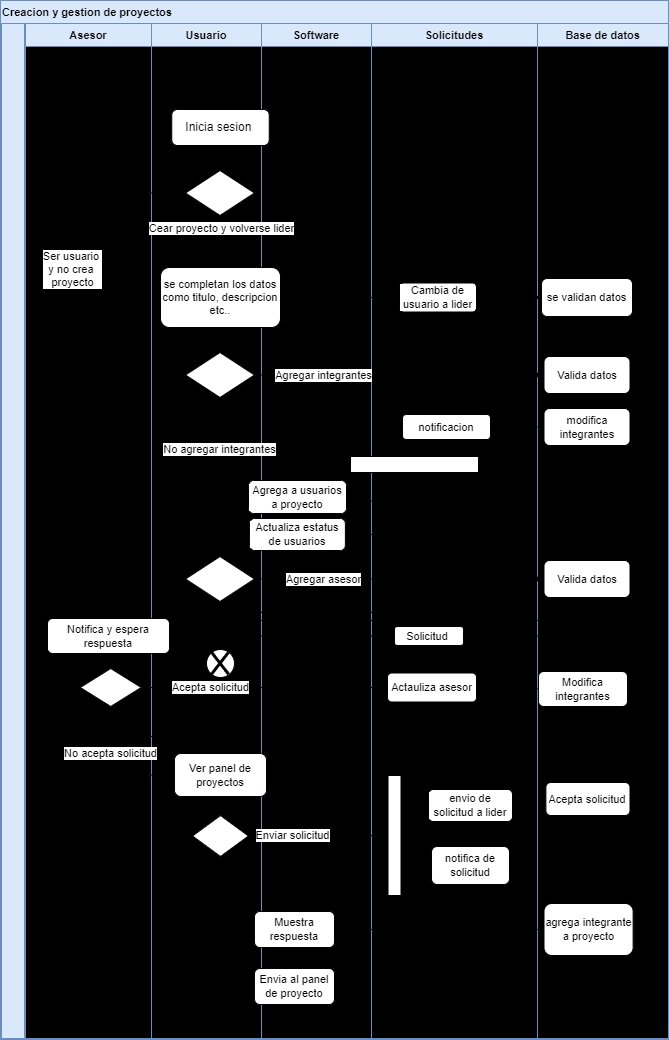 Creacion y gestion de proyectos
Asesor
Usuario
Software
Solicitudes
Base de datos
Inicia sesion
Cear proyecto y volverse lider
Ser usuario
y no crea
proyecto
se completan los datos
como titulo, descripcion
etc..
Cambia de
usuario a lider
se validan datos
Agregar integrantes
Valida datos
notificacion
modifica
integrantes
No agregar integrantes
Agrega a usuarios
a proyecto
Actualiza estatus
de usuarios
Agregar asesor
Valida datos
Notifica y espera
respuesta
Solicitud
Acepta solicitud
Actauliza asesor
Modifica
integrantes
No acepta solicitud
Ver panel de
proyectos
envio de
solicitud a lider
Acepta solicitud
Enviar solicitud
notifica de
solicitud
Muestra
respuesta
agrega integrante
a proyecto
Envia al panel
de proyecto